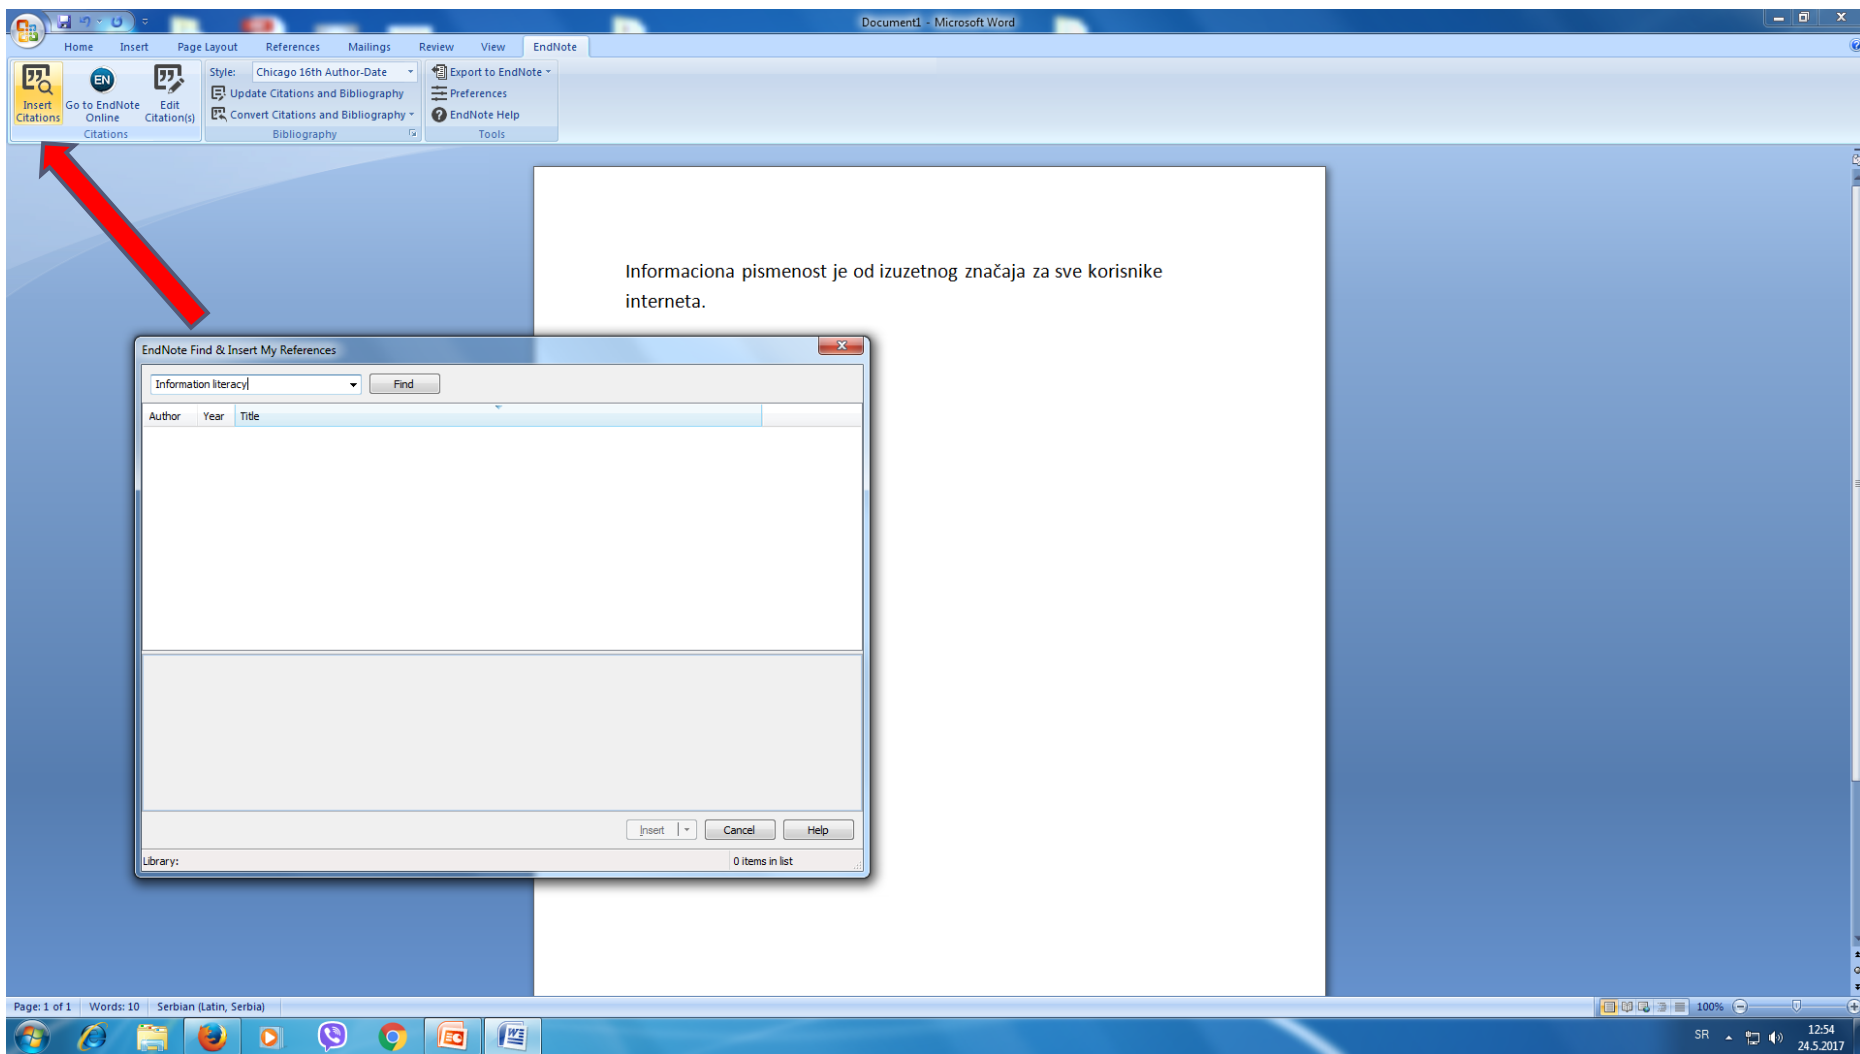 Document1 - Microsoft Word
Home Insert Page Layout References Mailings Review View EndNote
Insert Citations
Go to EndNote Online
Edit Citation(s)
Citations
Style: Chicago 16th Author-Date
Update Citations and Bibliography
Convert Citations and Bibliography
Bibliography
Export to EndNote
Preferences
EndNote Help
Tools
Informaciona pismenost je od izuzetnog značaja za sve korisnike
interneta.
EndNote Find & Insert My References
Information literacy Find
Author Year Title
Insert Cancel Help
Library: 0 items in list
Page: 1 of 1 Words: 10 Serbian (Latin, Serbia) 100%
SR 12:54
24.5.2017